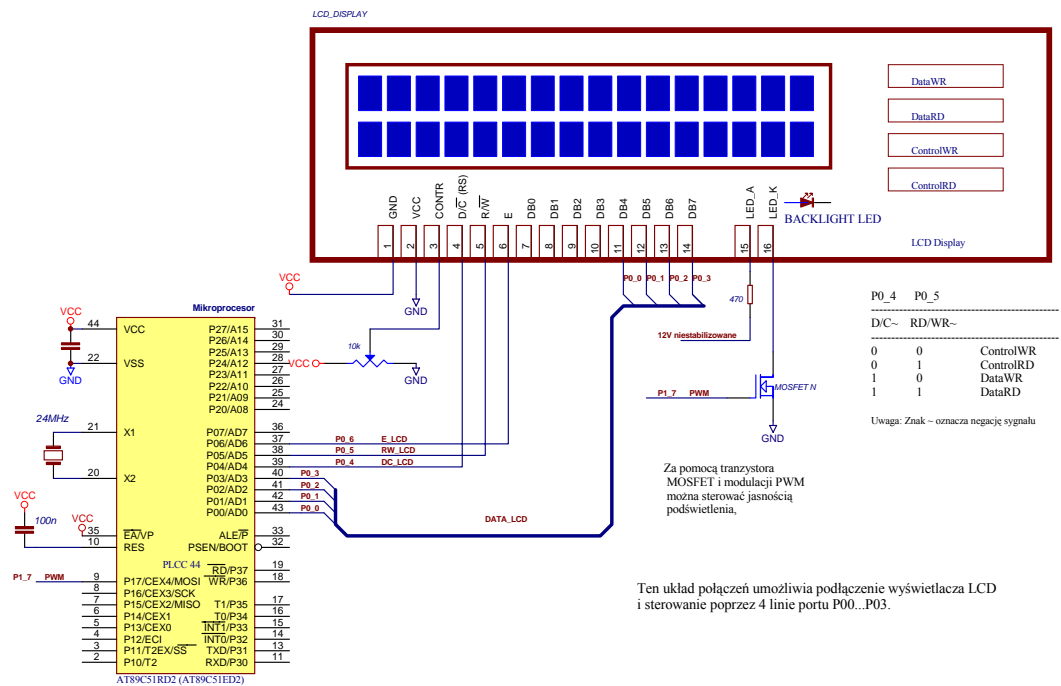 LCD_DISPLAY
DataWR
DataRD
ControlWR
ControlRD
GND
VCC
CONTR
D/C (RS)
R/W
E
DB0
DB1
DB2
DB3
DB4
DB5
DB6
DB7
LED_A
LED_K
BACKLIGHT LED
LCD Display
1
2
3
4
5
6
7
8
9
10
11
12
13
14
15
16
P0_0
P0_1
P0_2
P0_3
VCC
GND
470
12V niestabilizowane
10k
VCC
GND
P1_7 PWM
MOSFET N
GND
P0_4 P0_5
D/C~ RD/WR~
0 0 ControlWR
0 1 ControlRD
1 0 DataWR
1 1 DataRD
Uwaga: Znak ~ oznacza negację sygnału
Za pomocą tranzystora
MOSFET i modulacji PWM
można sterować jasnością
podświetlenia,
Ten układ połączeń umożliwia podłączenie wyświetlacza LCD
i sterowanie poprzez 4 linie portu P00...P03.
Mikroprocesor
VCC
GND
44 VCC
22 VSS
24MHz
21 X1
20 X2
VCC
100n
VCC
35 EA/VP
10 RES
PLCC 44
P1_7 PWM
9 P17/CEX4/MOSI
8 P16/CEX3/SCK
7 P15/CEX2/MISO
6 P14/CEX1
5 P13/CEX0
4 P12/ECI
3 P11/T2EX/SS
2 P10/T2
P27/A15 31
P26/A14 30
P25/A13 29
P24/A12 28
P23/A11 27
P22/A10 26
P21/A09 25
P20/A08 24
P07/AD7 36
P06/AD6 37 P0_6 E_LCD
P05/AD5 38 P0_5 RW_LCD
P04/AD4 39 P0_4 DC_LCD
P03/AD3 40 P0_3
P02/AD2 41 P0_2
P01/AD1 42 P0_1
P00/AD0 43 P0_0
DATA_LCD
ALE/P 33
PSEN/BOOT 32
RD/P37 19
WR/P36 18
T1/P35 17
T0/P34 16
INT1/P33 15
INT0/P32 14
TXD/P31 13
RXD/P30 11
AT89C51RD2 (AT89C51ED2)